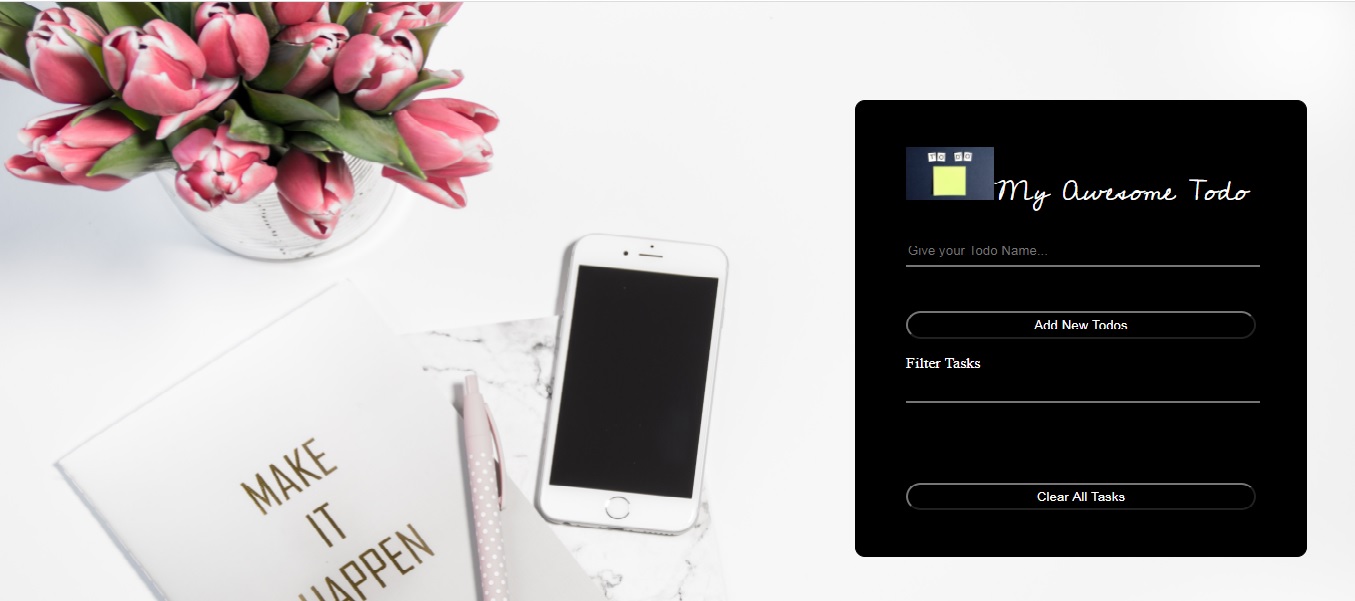 TO DO
My Awesome Todo
Give your Todo Name...
Add New Todos
Filter Tasks
Clear All Tasks
MAKE
IT
HAPPEN